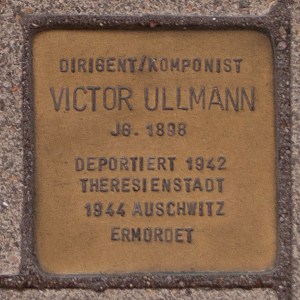 DIRIGENT/KOMPONIST
VICTOR ULLMANN
JG. 1898
DEPORTIERT 1942
THERESIENSTADT
1944 AUSCHWITZ
ERMORDET